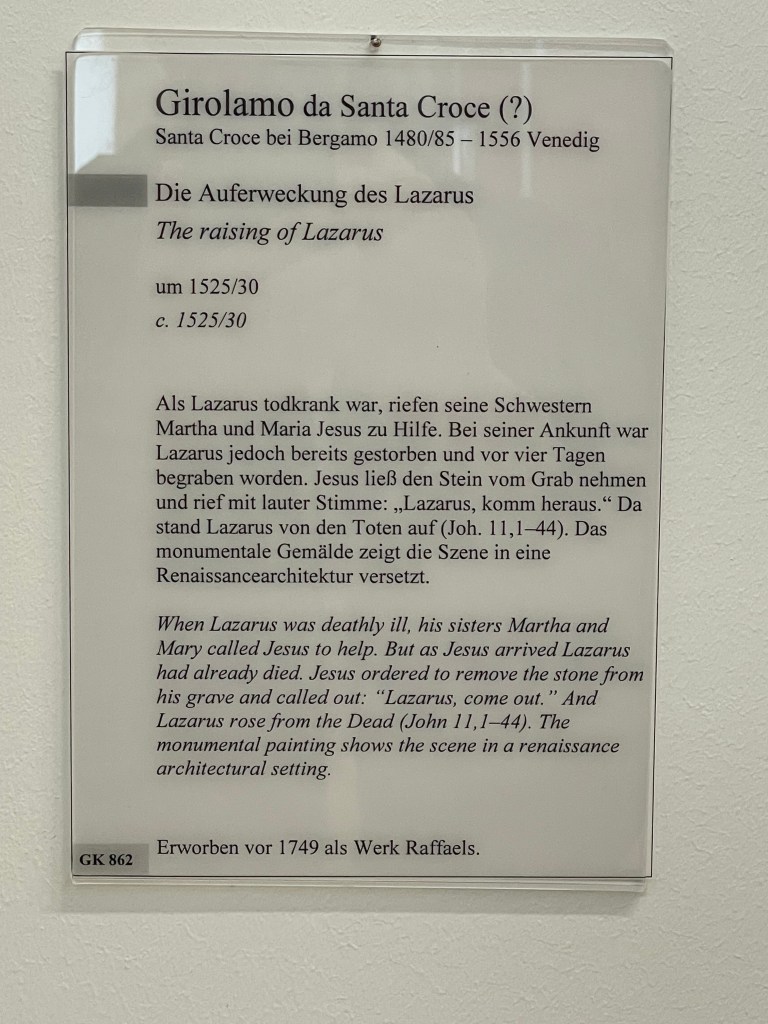 Girolamo da Santa Croce (?)
Santa Croce bei Bergamo 1480/85 – 1556 Venedig
Die Auferweckung des Lazarus
The raising of Lazarus
um 1525/30
c. 1525/30
Als Lazarus todkrank war, riefen seine Schwestern
Martha und Maria Jesus zu Hilfe. Bei seiner Ankunft war
Lazarus jedoch bereits gestorben und vor vier Tagen
begraben worden. Jesus ließ den Stein vom Grab nehmen
und rief mit lauter Stimme: „Lazarus, komm heraus.“ Da
stand Lazarus von den Toten auf (Joh. 11,1–44). Das
monumentale Gemälde zeigt die Szene in eine
Renaissancearchitektur versetzt.
When Lazarus was deathly ill, his sisters Martha and
Mary called Jesus to help. But as Jesus arrived Lazarus
had already died. Jesus ordered to remove the stone from
his grave and called out: “Lazarus, come out.” And
Lazarus rose from the Dead (John 11,1–44). The
monumental painting shows the scene in a renaissance
architectural setting.
Erworben vor 1749 als Werk Raffaels.
GK 862